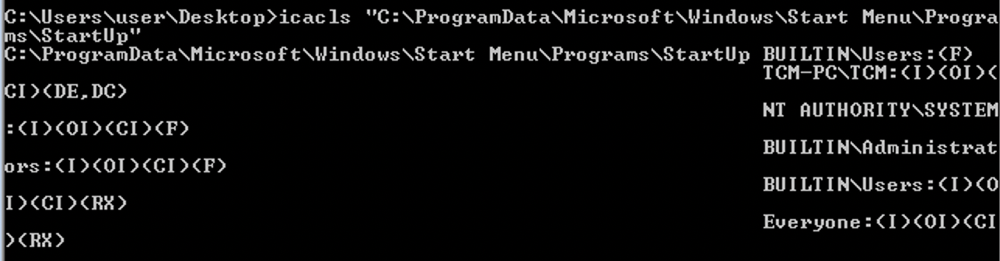 C:\Users\user\Desktop>icacls "C:\ProgramData\Microsoft\Windows\Start Menu\Progra
ms\StartUp"
C:\ProgramData\Microsoft\Windows\Start Menu\Programs\StartUp BUILTIN\Users:(F)
TCM-PC\TCM:(I)(OI)(
CI)(DE,DC)
NT AUTHORITY\SYSTEM
:(I)(OI)(CI)(F)
BUILTIN\Administrat
ors:(I)(OI)(CI)(F)
BUILTIN\Users:(I)(O
I)(CI)(RX)
Everyone:(I)(OI)(CI
)(RX)